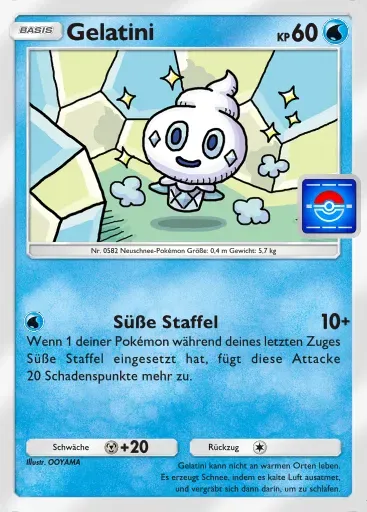 BASIS Gelatini KP 60
Nr. 0582 Neuschnee-Pokémon Größe: 0,4 m Gewicht: 5,7 kg
Süße Staffel 10+
Wenn 1 deiner Pokémon während deines letzten Zuges
Süße Staffel eingesetzt hat, fügt diese Attacke
20 Schadenspunkte mehr zu.
Schwäche +20 Rückzug
Illustr. OOYAMA
Gelatini kann nicht an warmen Orten leben.
Es erzeugt Schnee, indem es kalte Luft ausatmet,
und vergräbt sich dann darin, um zu schlafen.